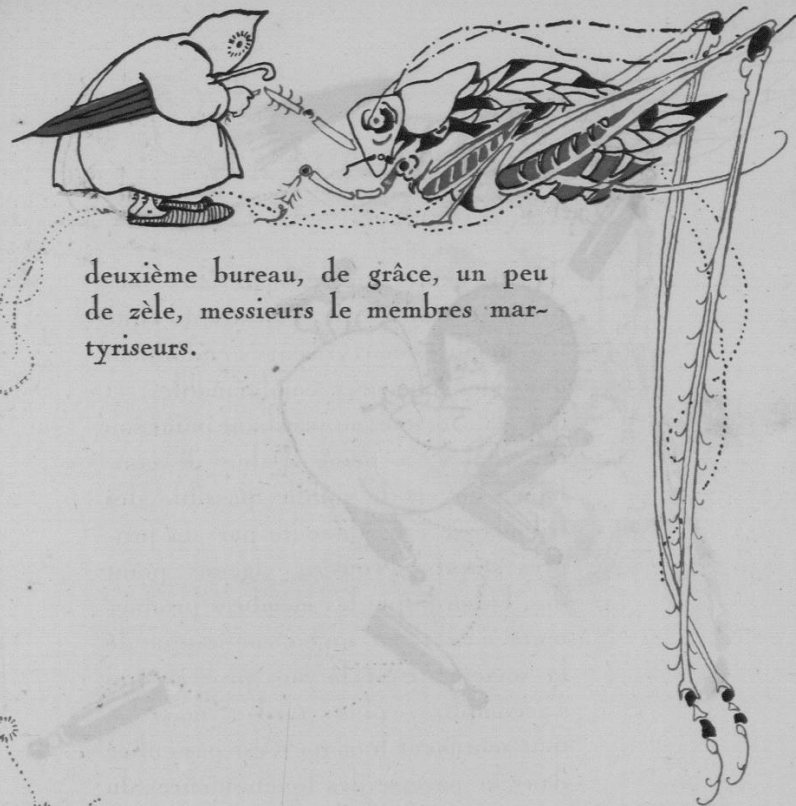 deuxième bureau, de grâce, un peu
de zèle, messieurs le membres mar-
tyriseurs.